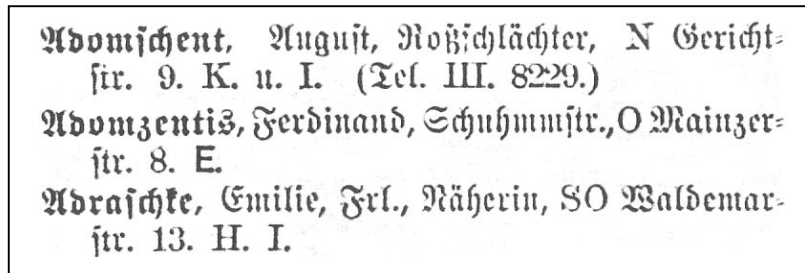 Adomschent, August, Roßschlächter, N Gericht-
str. 9. K. u. I. (Tel. III. 8229.)
Adomzentis, Ferdinand, Schuhmmstr., O Mainzer-
str. 8. E.
Adraschke, Emilie, Frl., Näherin, SO Waldemar-
str. 13. H. I.